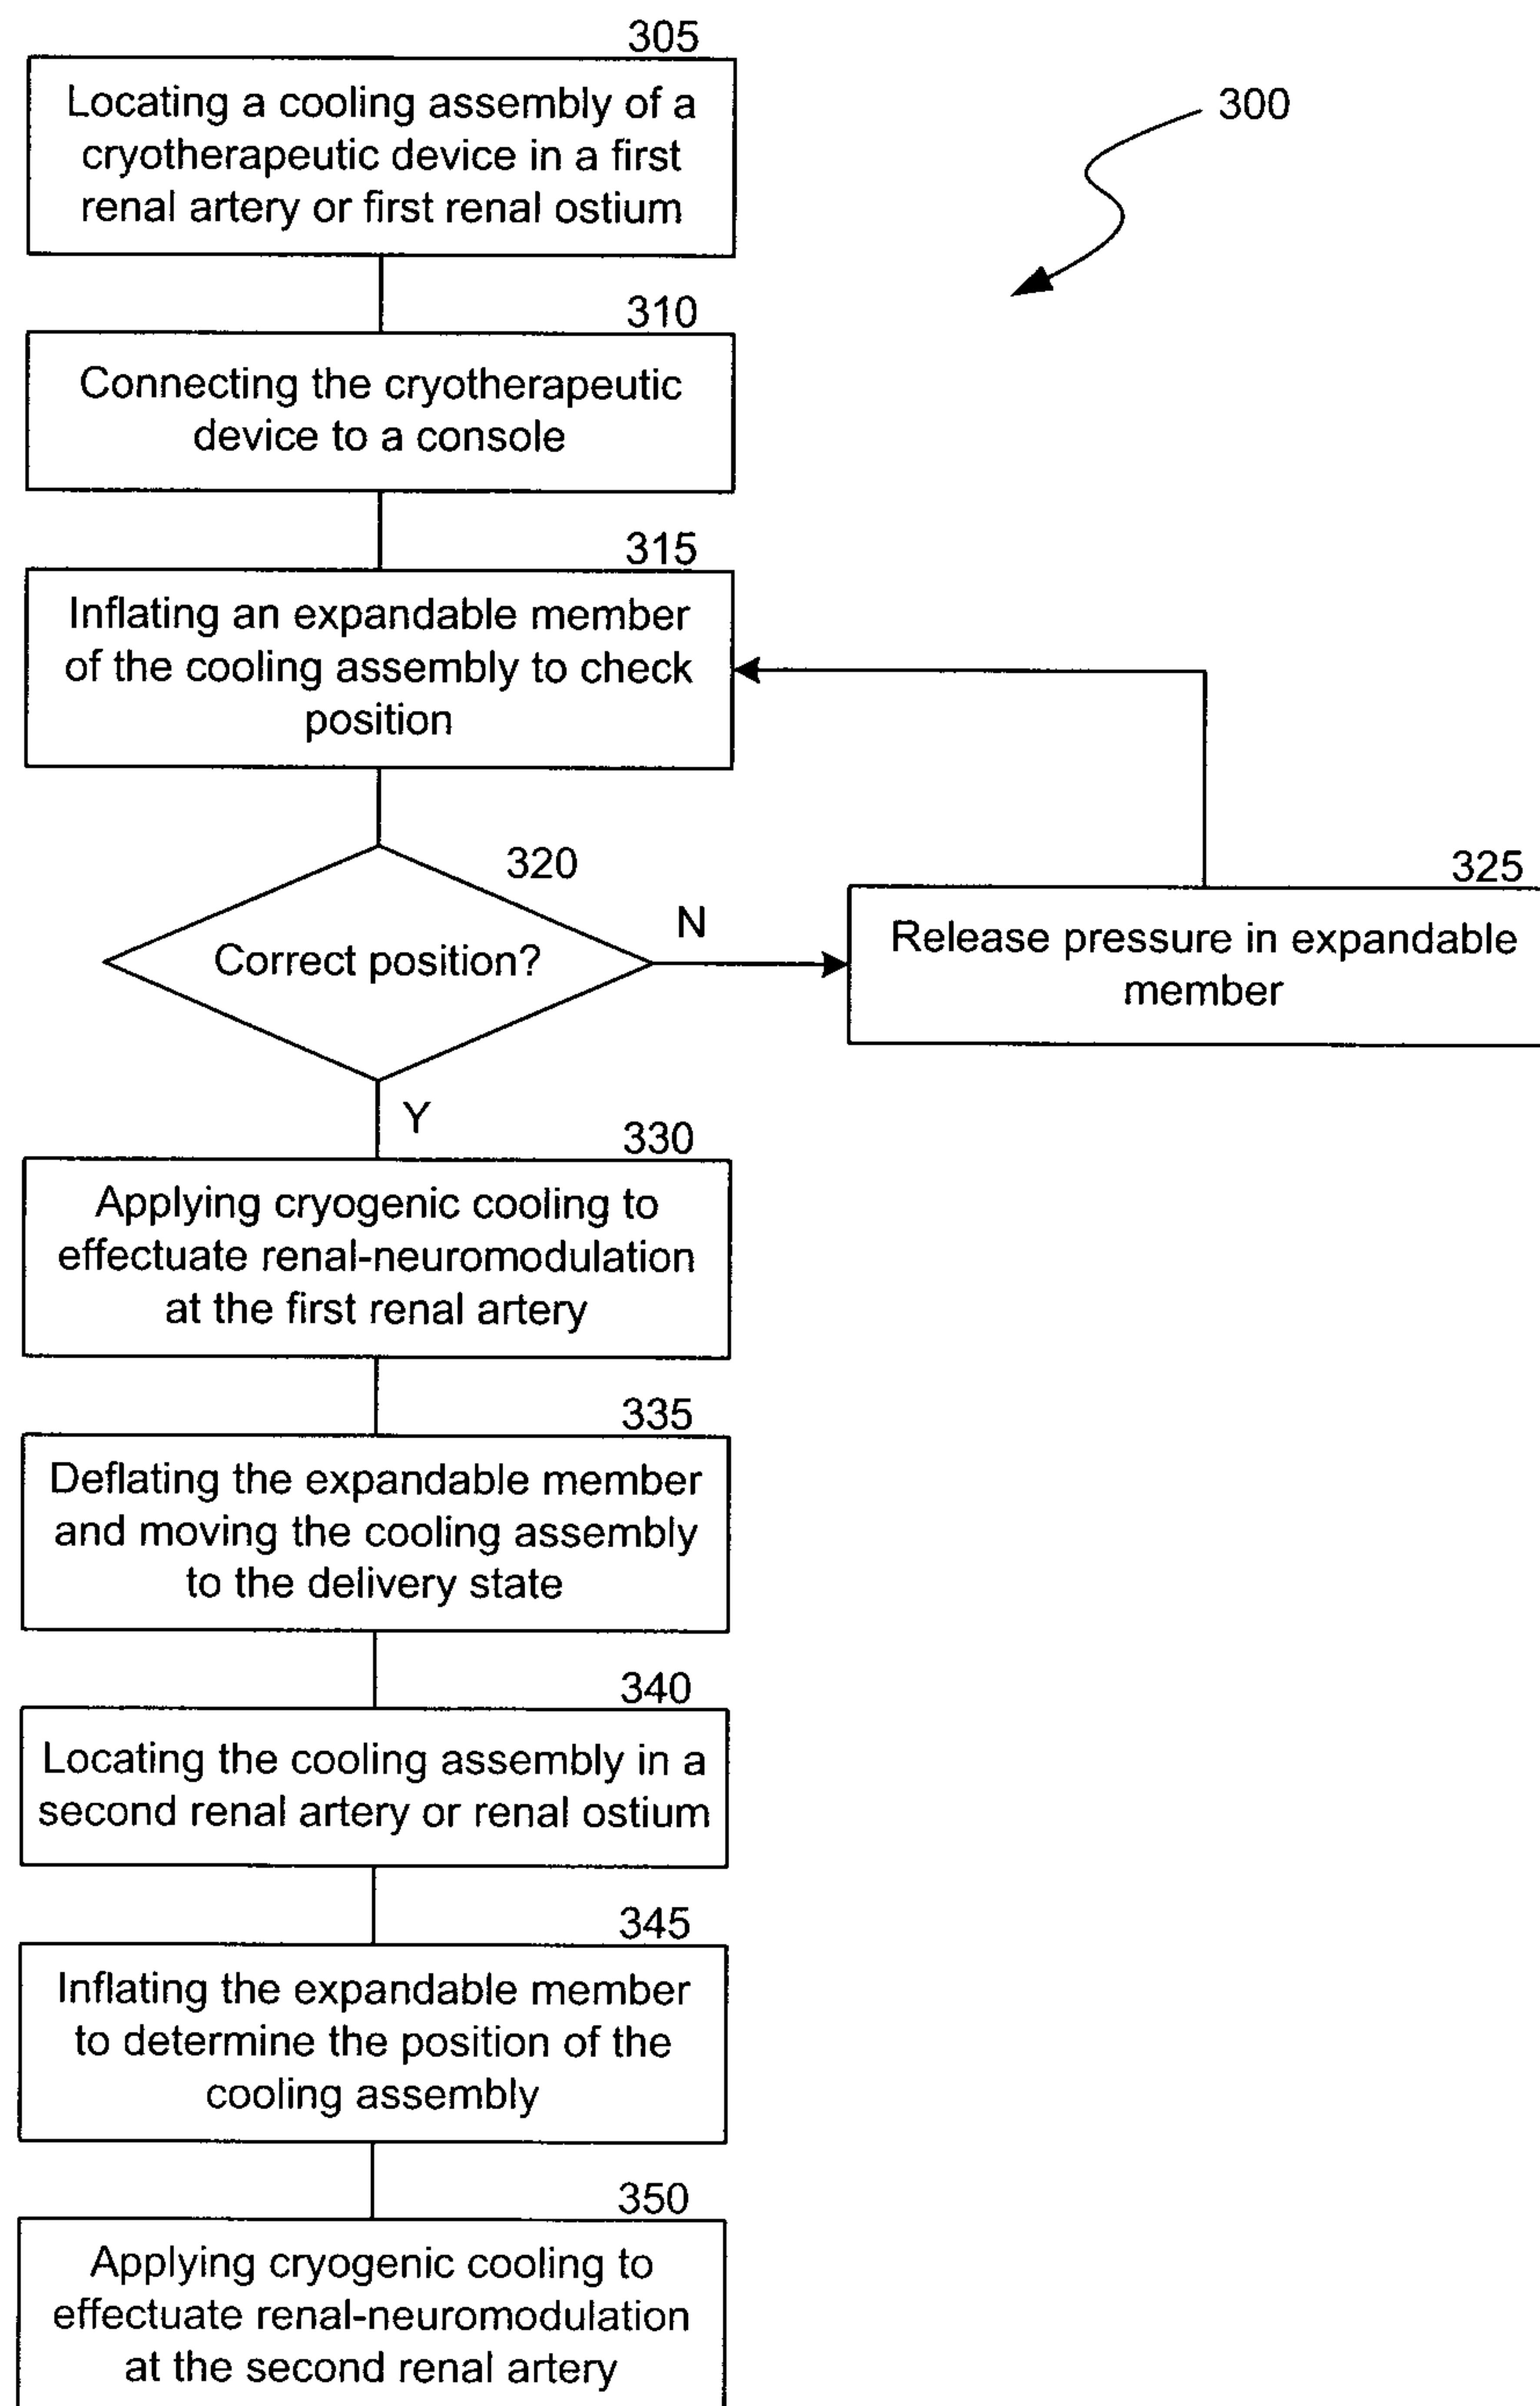 305
Locating a cooling assembly of a
cryotherapeutic device in a first
renal artery or first renal ostium
300
310
Connecting the cryotherapeutic
device to a console
315
Inflating an expandable member
of the cooling assembly to check
position
320
Correct position?
N
325
Release pressure in expandable
member
Y
330
Applying cryogenic cooling to
effectuate renal-neuromodulation
at the first renal artery
335
Deflating the expandable member
and moving the cooling assembly
to the delivery state
340
Locating the cooling assembly in a
second renal artery or renal ostium
345
Inflating the expandable member
to determine the position of the
cooling assembly
350
Applying cryogenic cooling to
effectuate renal-neuromodulation
at the second renal artery